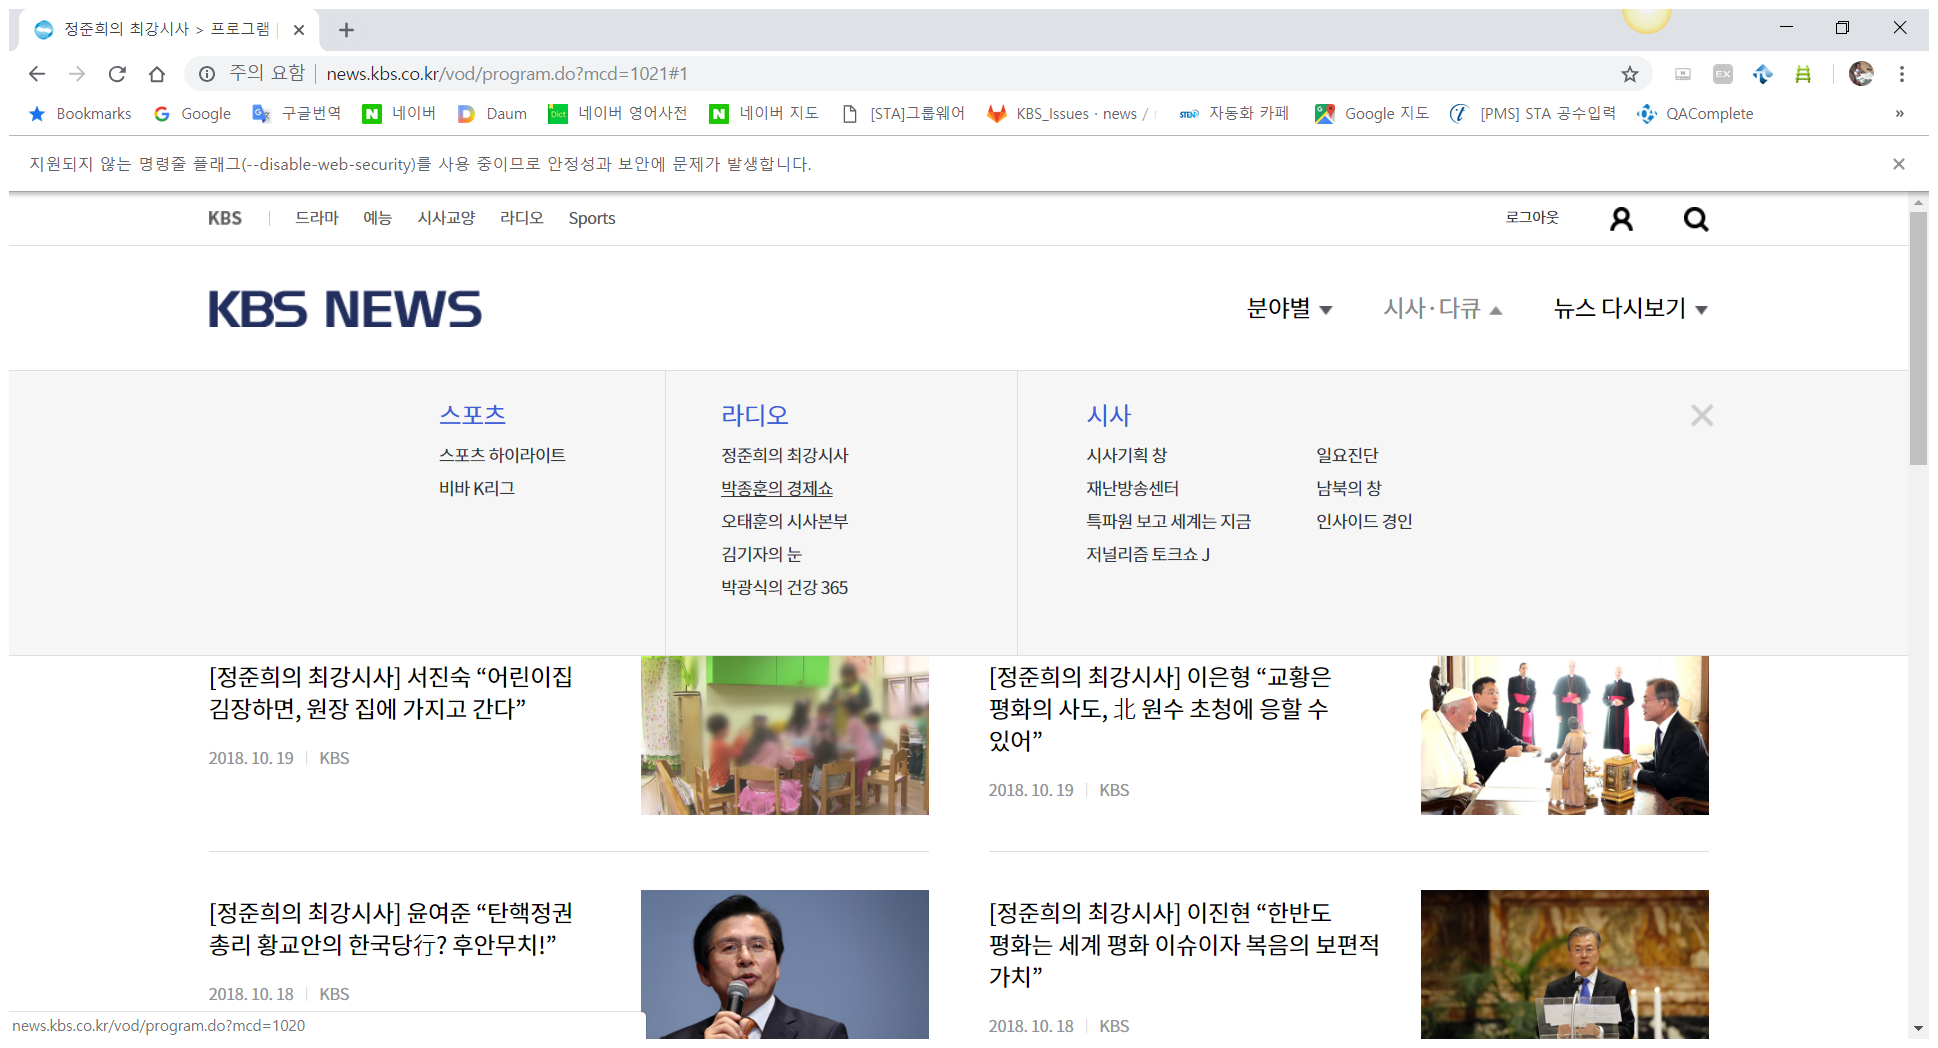 정준희의 최강시사 > 프로그램
주의 요함 news.kbs.co.kr/vod/program.do?mcd=1021#1
EX
Bookmarks Google 구글번역 네이버 Daum 네이버 영어사전 네이버 지도 [STA]그룹웨어 KBS_Issues · news / 자동화 카페 Google 지도 [PMS] STA 공수입력 QAComplete »
지원되지 않는 명령줄 플래그(--disable-web-security)를 사용 중이므로 안정성과 보안에 문제가 발생합니다.
KBS 드라마 예능 시사교양 라디오 Sports 로그아웃
KBS NEWS 분야별 시사·다큐 뉴스 다시보기
스포츠
스포츠 하이라이트
비바 K리그
라디오
정준희의 최강시사
박종훈의 경제쇼
오태훈의 시사본부
김기자의 눈
박광식의 건강 365
시사
시사기획 창
재난방송센터
특파원 보고 세계는 지금
저널리즘 토크쇼 J
일요진단
남북의 창
인사이드 경인
[정준희의 최강시사] 서진숙 “어린이집
김장하면, 원장 집에 가지고 간다”
2018. 10. 19 KBS
[정준희의 최강시사] 이은형 “교황은
평화의 사도, 北 원수 초청에 응할 수
있어”
2018. 10. 19 KBS
[정준희의 최강시사] 윤여준 “탄핵정권
총리 황교안의 한국당行? 후안무치!”
2018. 10. 18 KBS
[정준희의 최강시사] 이진현 “한반도
평화는 세계 평화 이슈이자 복음의 보편적
가치”
2018. 10. 18 KBS
news.kbs.co.kr/vod/program.do?mcd=1020